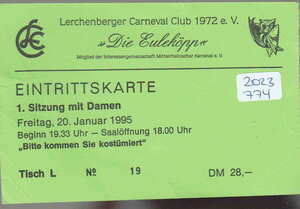 LCC
Lerchenberger Carneval Club 1972 e. V.
»Die Euleköpp«
Mitglied der Interessengemeinschaft Mittelrheinischer Karneval e. V.
2023
774
EINTRITTSKARTE
1. Sitzung mit Damen
Freitag, 20. Januar 1995
Beginn 19.33 Uhr – Saalöffnung 18.00 Uhr
„Bitte kommen Sie kostümiert"
Tisch L Nº 19 DM 28,—